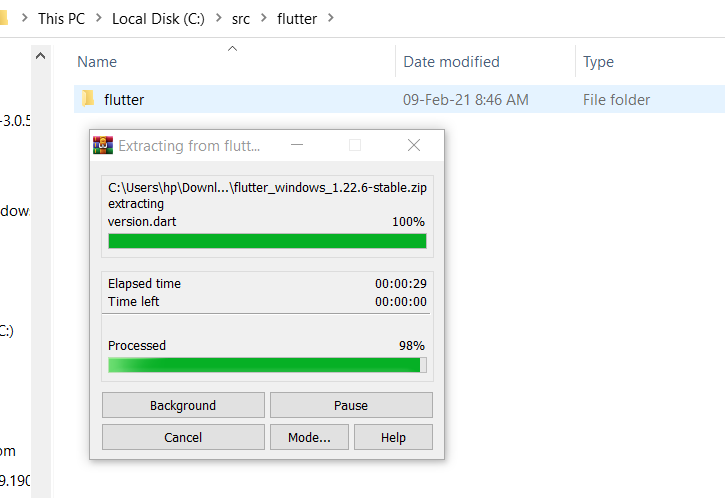 This PC > Local Disk (C:) > src > flutter >
Name Date modified Type
flutter 09-Feb-21 8:46 AM File folder
-3.0.5
dows
C:)
om
9.190
Extracting from flutt...
C:\Users\hp\Downl...\flutter_windows_1.22.6-stable.zip
extracting
version.dart 100%
Elapsed time 00:00:29
Time left 00:00:00
Processed 98%
Background Pause
Cancel Mode... Help